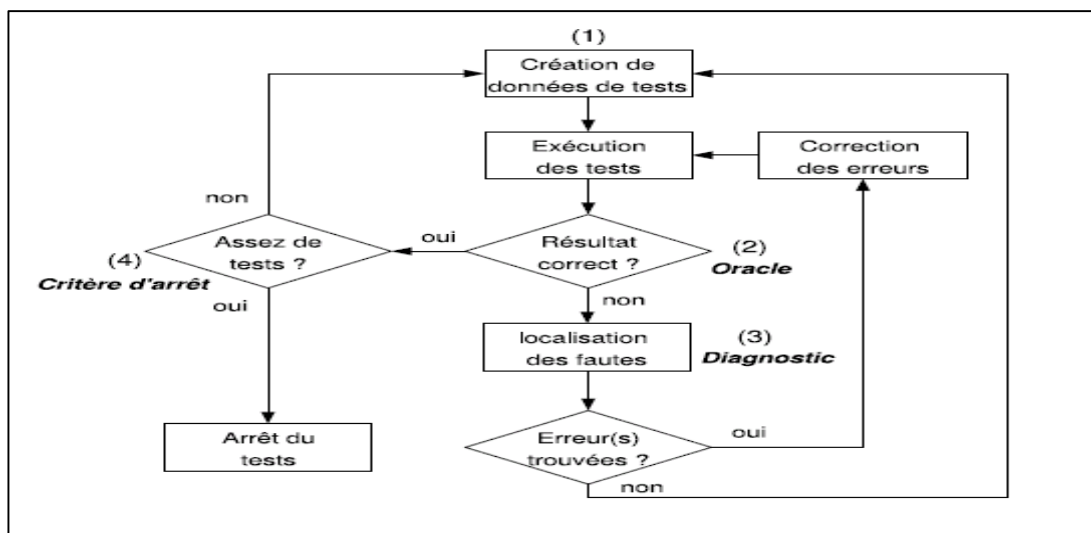 (1)
Création de
données de tests
Exécution
des tests
Correction
des erreurs
non
Assez de
tests ?
oui
Résultat
correct ?
(2)
Oracle
(4)
Critère d'arrêt
oui
non
localisation
des fautes
(3)
Diagnostic
Arrêt du
tests
Erreur(s)
trouvées ?
oui
non